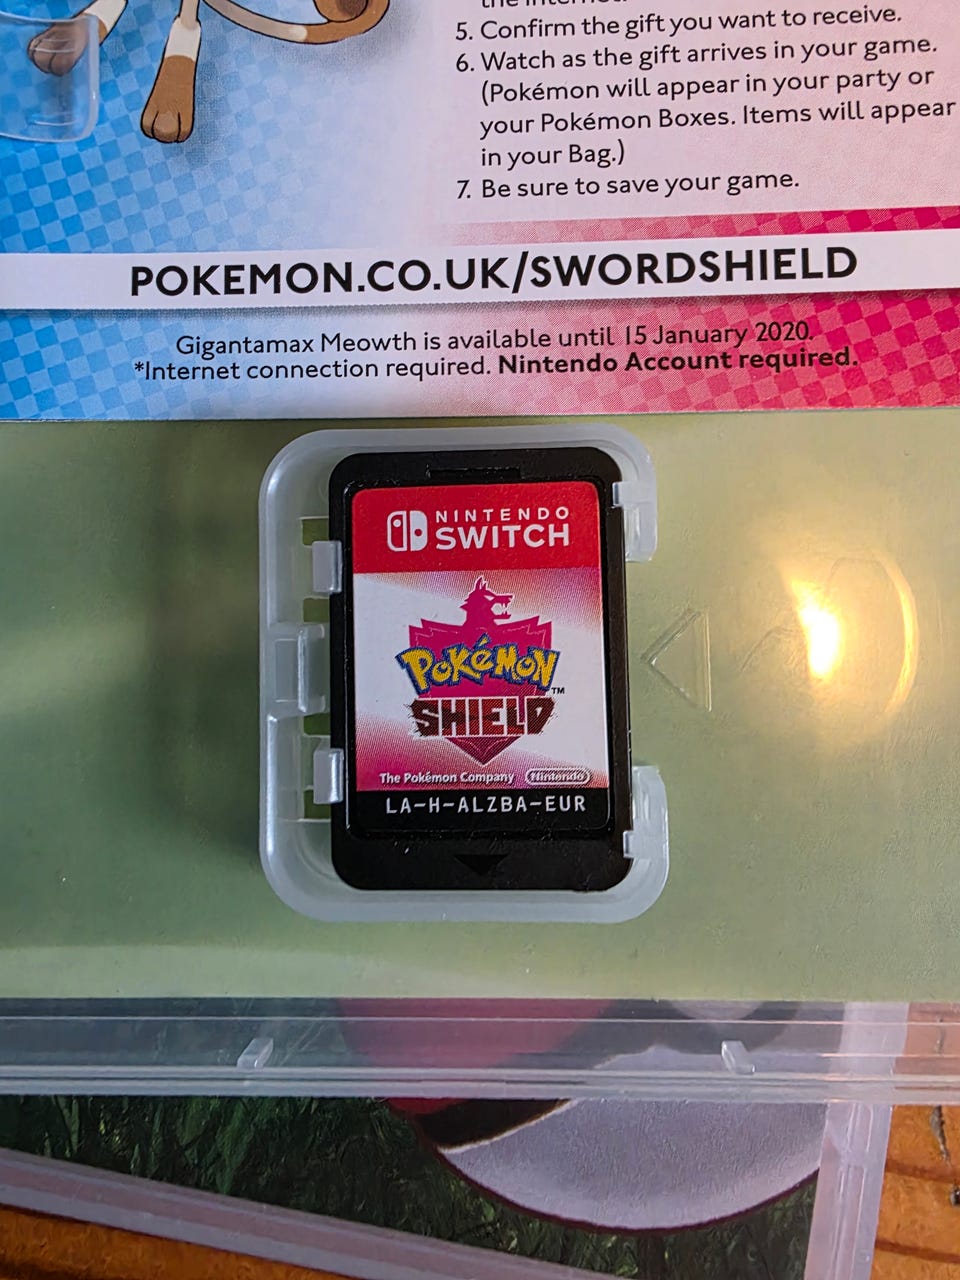 the Internet.
5. Confirm the gift you want to receive.
6. Watch as the gift arrives in your game.
(Pokémon will appear in your party or
your Pokémon Boxes. Items will appear
in your Bag.)
7. Be sure to save your game.
POKEMON.CO.UK/SWORDSHIELD
Gigantamax Meowth is available until 15 January 2020.
*Internet connection required. Nintendo Account required.
NINTENDO
SWITCH
POKéMON
TM
SHIELD
The Pokémon Company Nintendo
LA-H-ALZBA-EUR